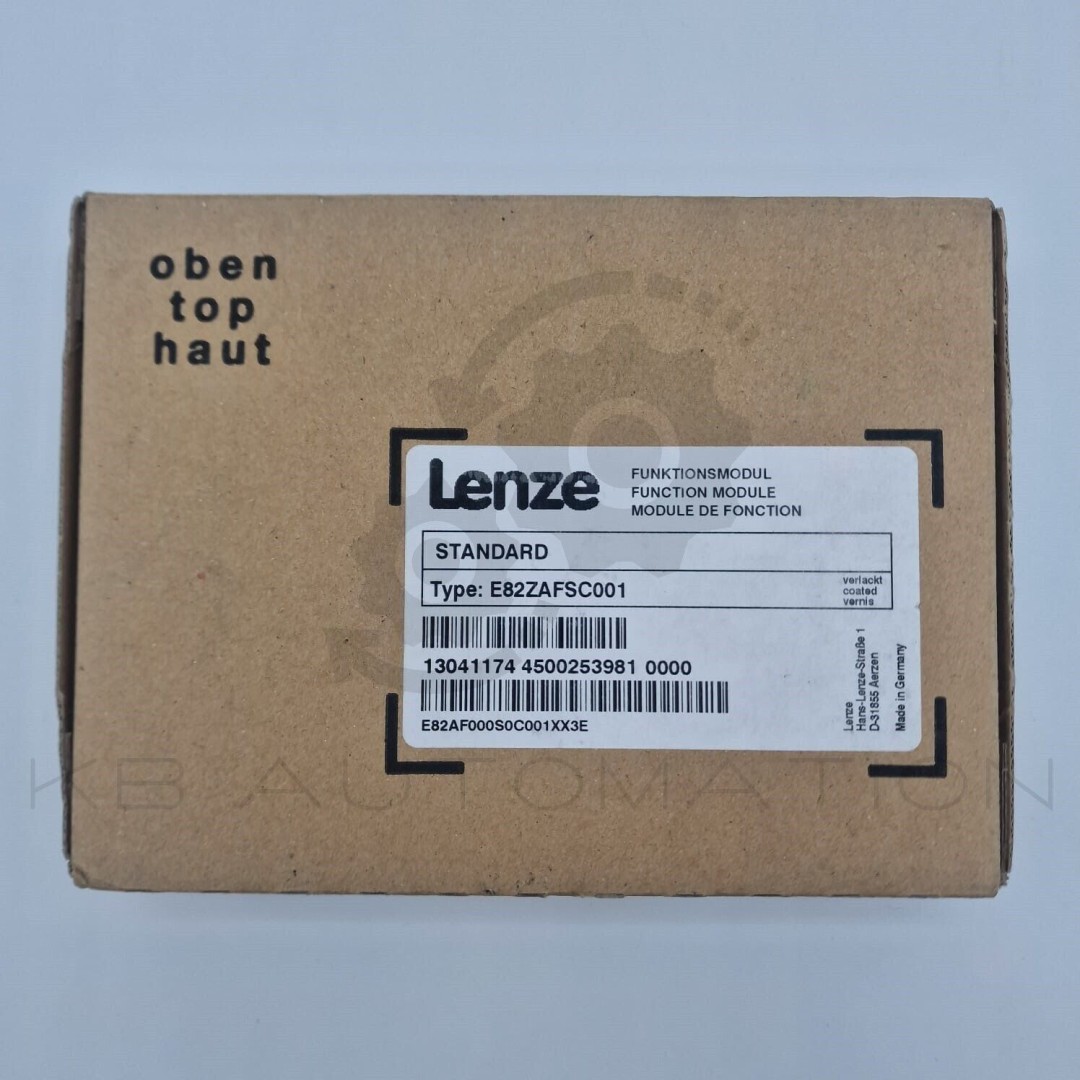 oben
top
haut
Lenze
FUNKTIONSMODUL
FUNCTION MODULE
MODULE DE FONCTION
STANDARD
Type: E82ZAFSC001
verlackt
coated
vernis
13041174 4500253981 0000
E82AF000S0C001XX3E
Lenze
Hans-Lenze-Straße 1
D-31855 Aerzen
Made in Germany
KB AUTOMATION